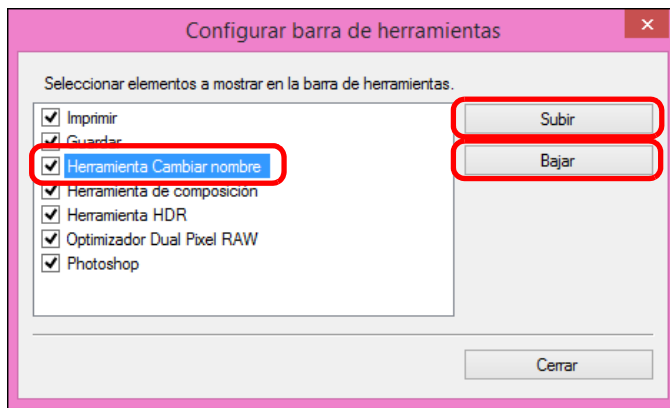 Configurar barra de herramientas
Seleccionar elementos a mostrar en la barra de herramientas.
Imprimir
Subir
Guardar
Herramienta Cambiar nombre
Bajar
Herramienta de composición
Herramienta HDR
Optimizador Dual Pixel RAW
Photoshop
Cerrar